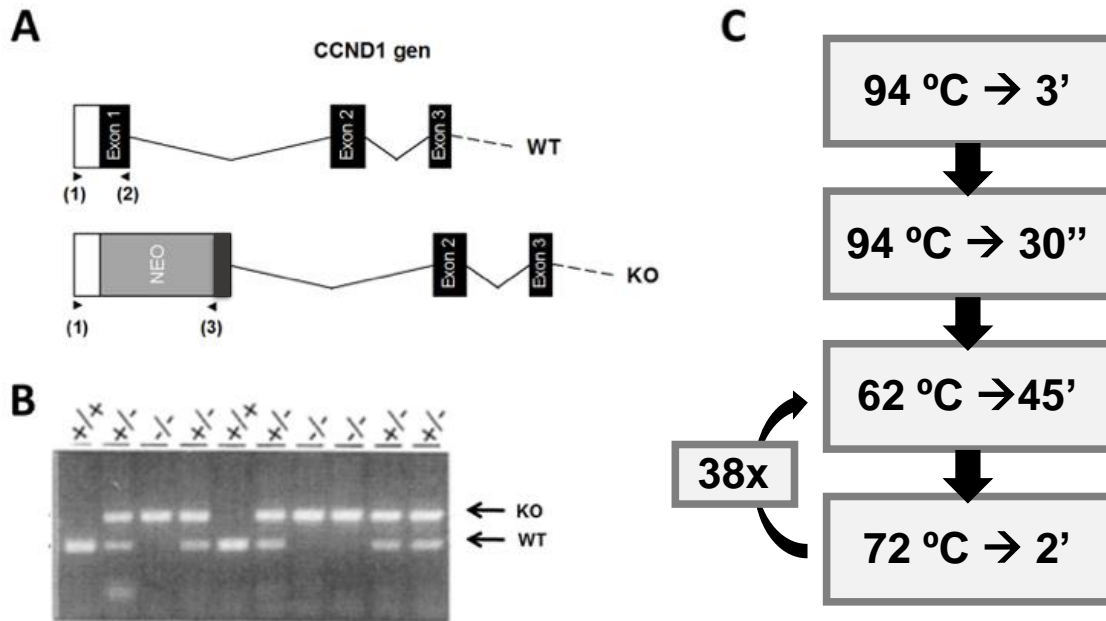 A
CCND1 gen
Exon 1
Exon 2
Exon 3
WT
(1)
(2)
NEO
Exon 2
Exon 3
KO
(1)
(3)
B
+/+
+/-
-/-
+/-
+/+
+/-
-/-
-/-
+/-
+/-
KO
WT
C
94 ºC → 3’
94 ºC → 30’’
62 ºC →45’
38x
72 ºC → 2’